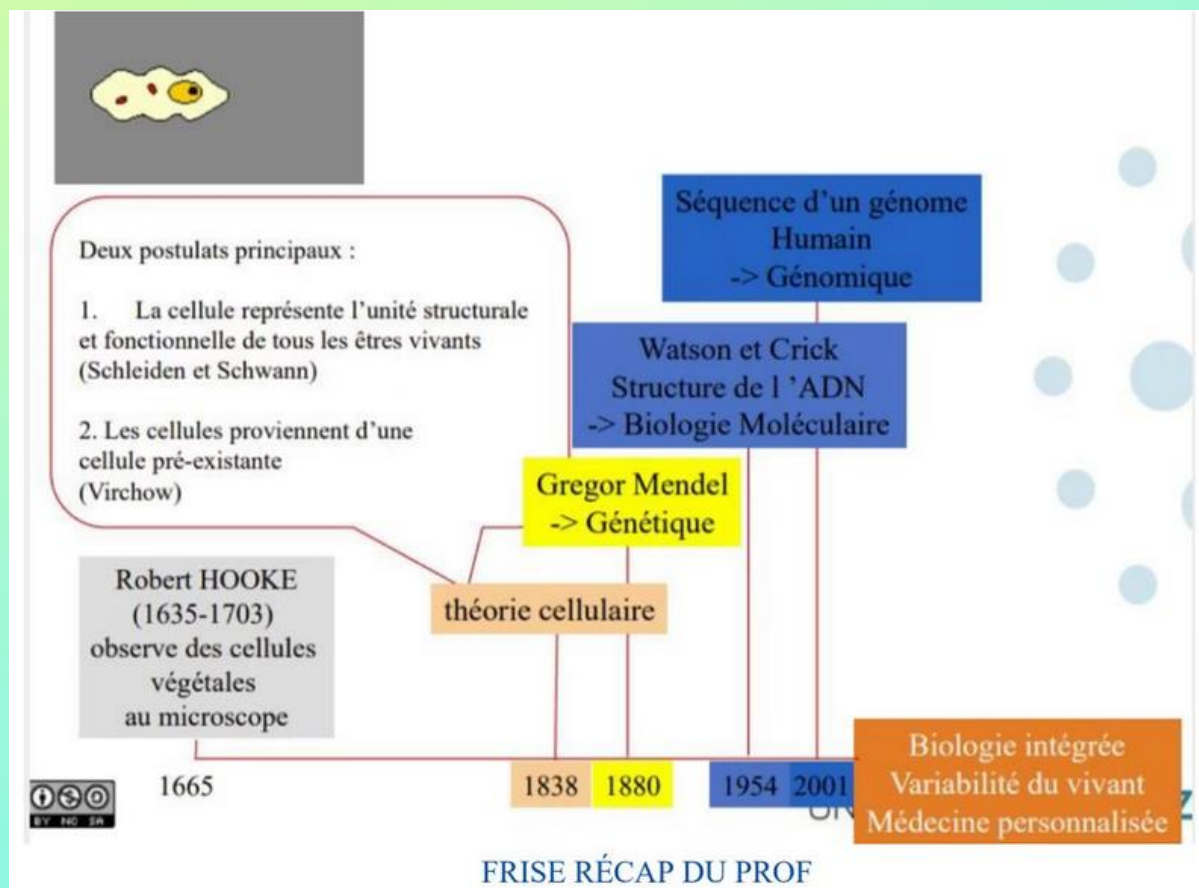 Séquence d'un génome
Humain
-> Génomique
Deux postulats principaux :
1. La cellule représente l'unité structurale
et fonctionnelle de tous les êtres vivants
(Schleiden et Schwann)
2. Les cellules proviennent d'une
cellule pré-existante
(Virchow)
Watson et Crick
Structure de l 'ADN
-> Biologie Moléculaire
Gregor Mendel
-> Génétique
théorie cellulaire
Robert HOOKE
(1635-1703)
observe des cellules
végétales
au microscope
1665
1838
1880
1954
2001
Biologie intégrée
Variabilité du vivant
Médecine personnalisée
BY NC SA
FRISE RÉCAP DU PROF